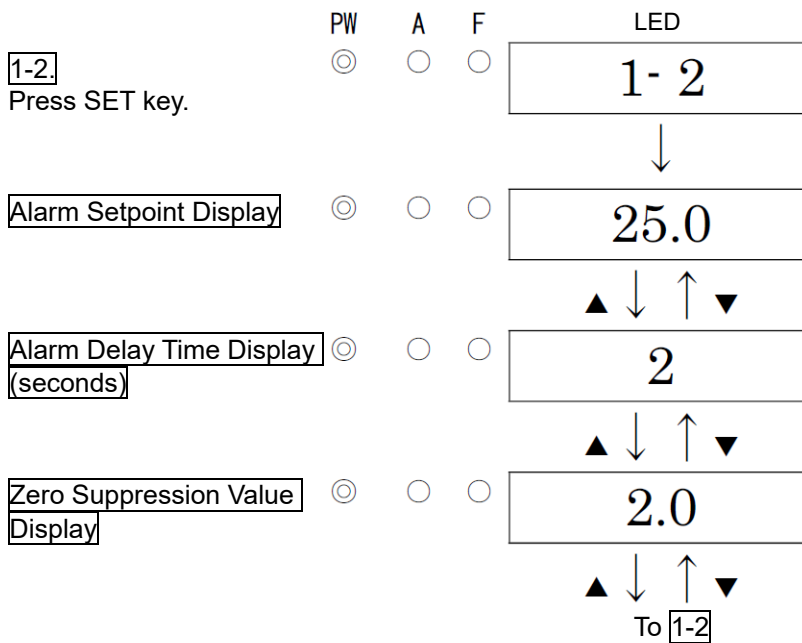 PW A F LED
1-2.
Press SET key.
1- 2
↓
Alarm Setpoint Display
25.0
▲ ↓ ↑ ▼
Alarm Delay Time Display
(seconds)
2
▲ ↓ ↑ ▼
Zero Suppression Value
Display
2.0
▲ ↓ ↑ ▼
To 1-2